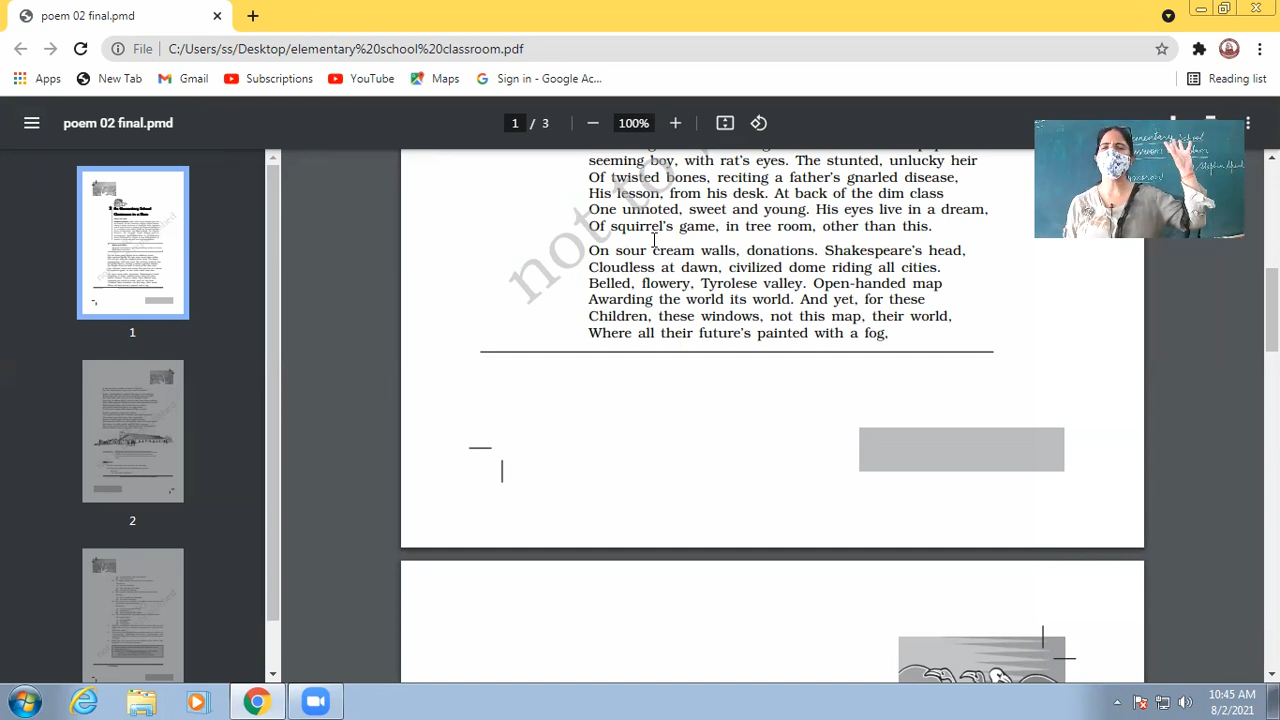 poem 02 final.pmd
File
C:/Users/ss/Desktop/elementary%20school%20classroom.pdf
Apps
New Tab
Gmail
Subscriptions
YouTube
Maps
Sign in - Google Ac...
Reading list
poem 02 final.pmd
1 / 3
100%
seeming boy, with rat's eyes. The stunted, unlucky heir
Of twisted bones, reciting a father's gnarled disease,
His lesson, from his desk. At back of the dim class
One unnoted, sweet and young. His eyes live in a dream,
Of squirrel's game, in tree room, other than this.
On sour cream walls, donations. Shakespeare's head,
Cloudless at dawn, civilized dome riding all cities.
Belled, flowery, Tyrolese valley. Open-handed map
Awarding the world its world. And yet, for these
Children, these windows, not this map, their world,
Where all their future's painted with a fog,
not to
1
2
10:45 AM
8/2/2021